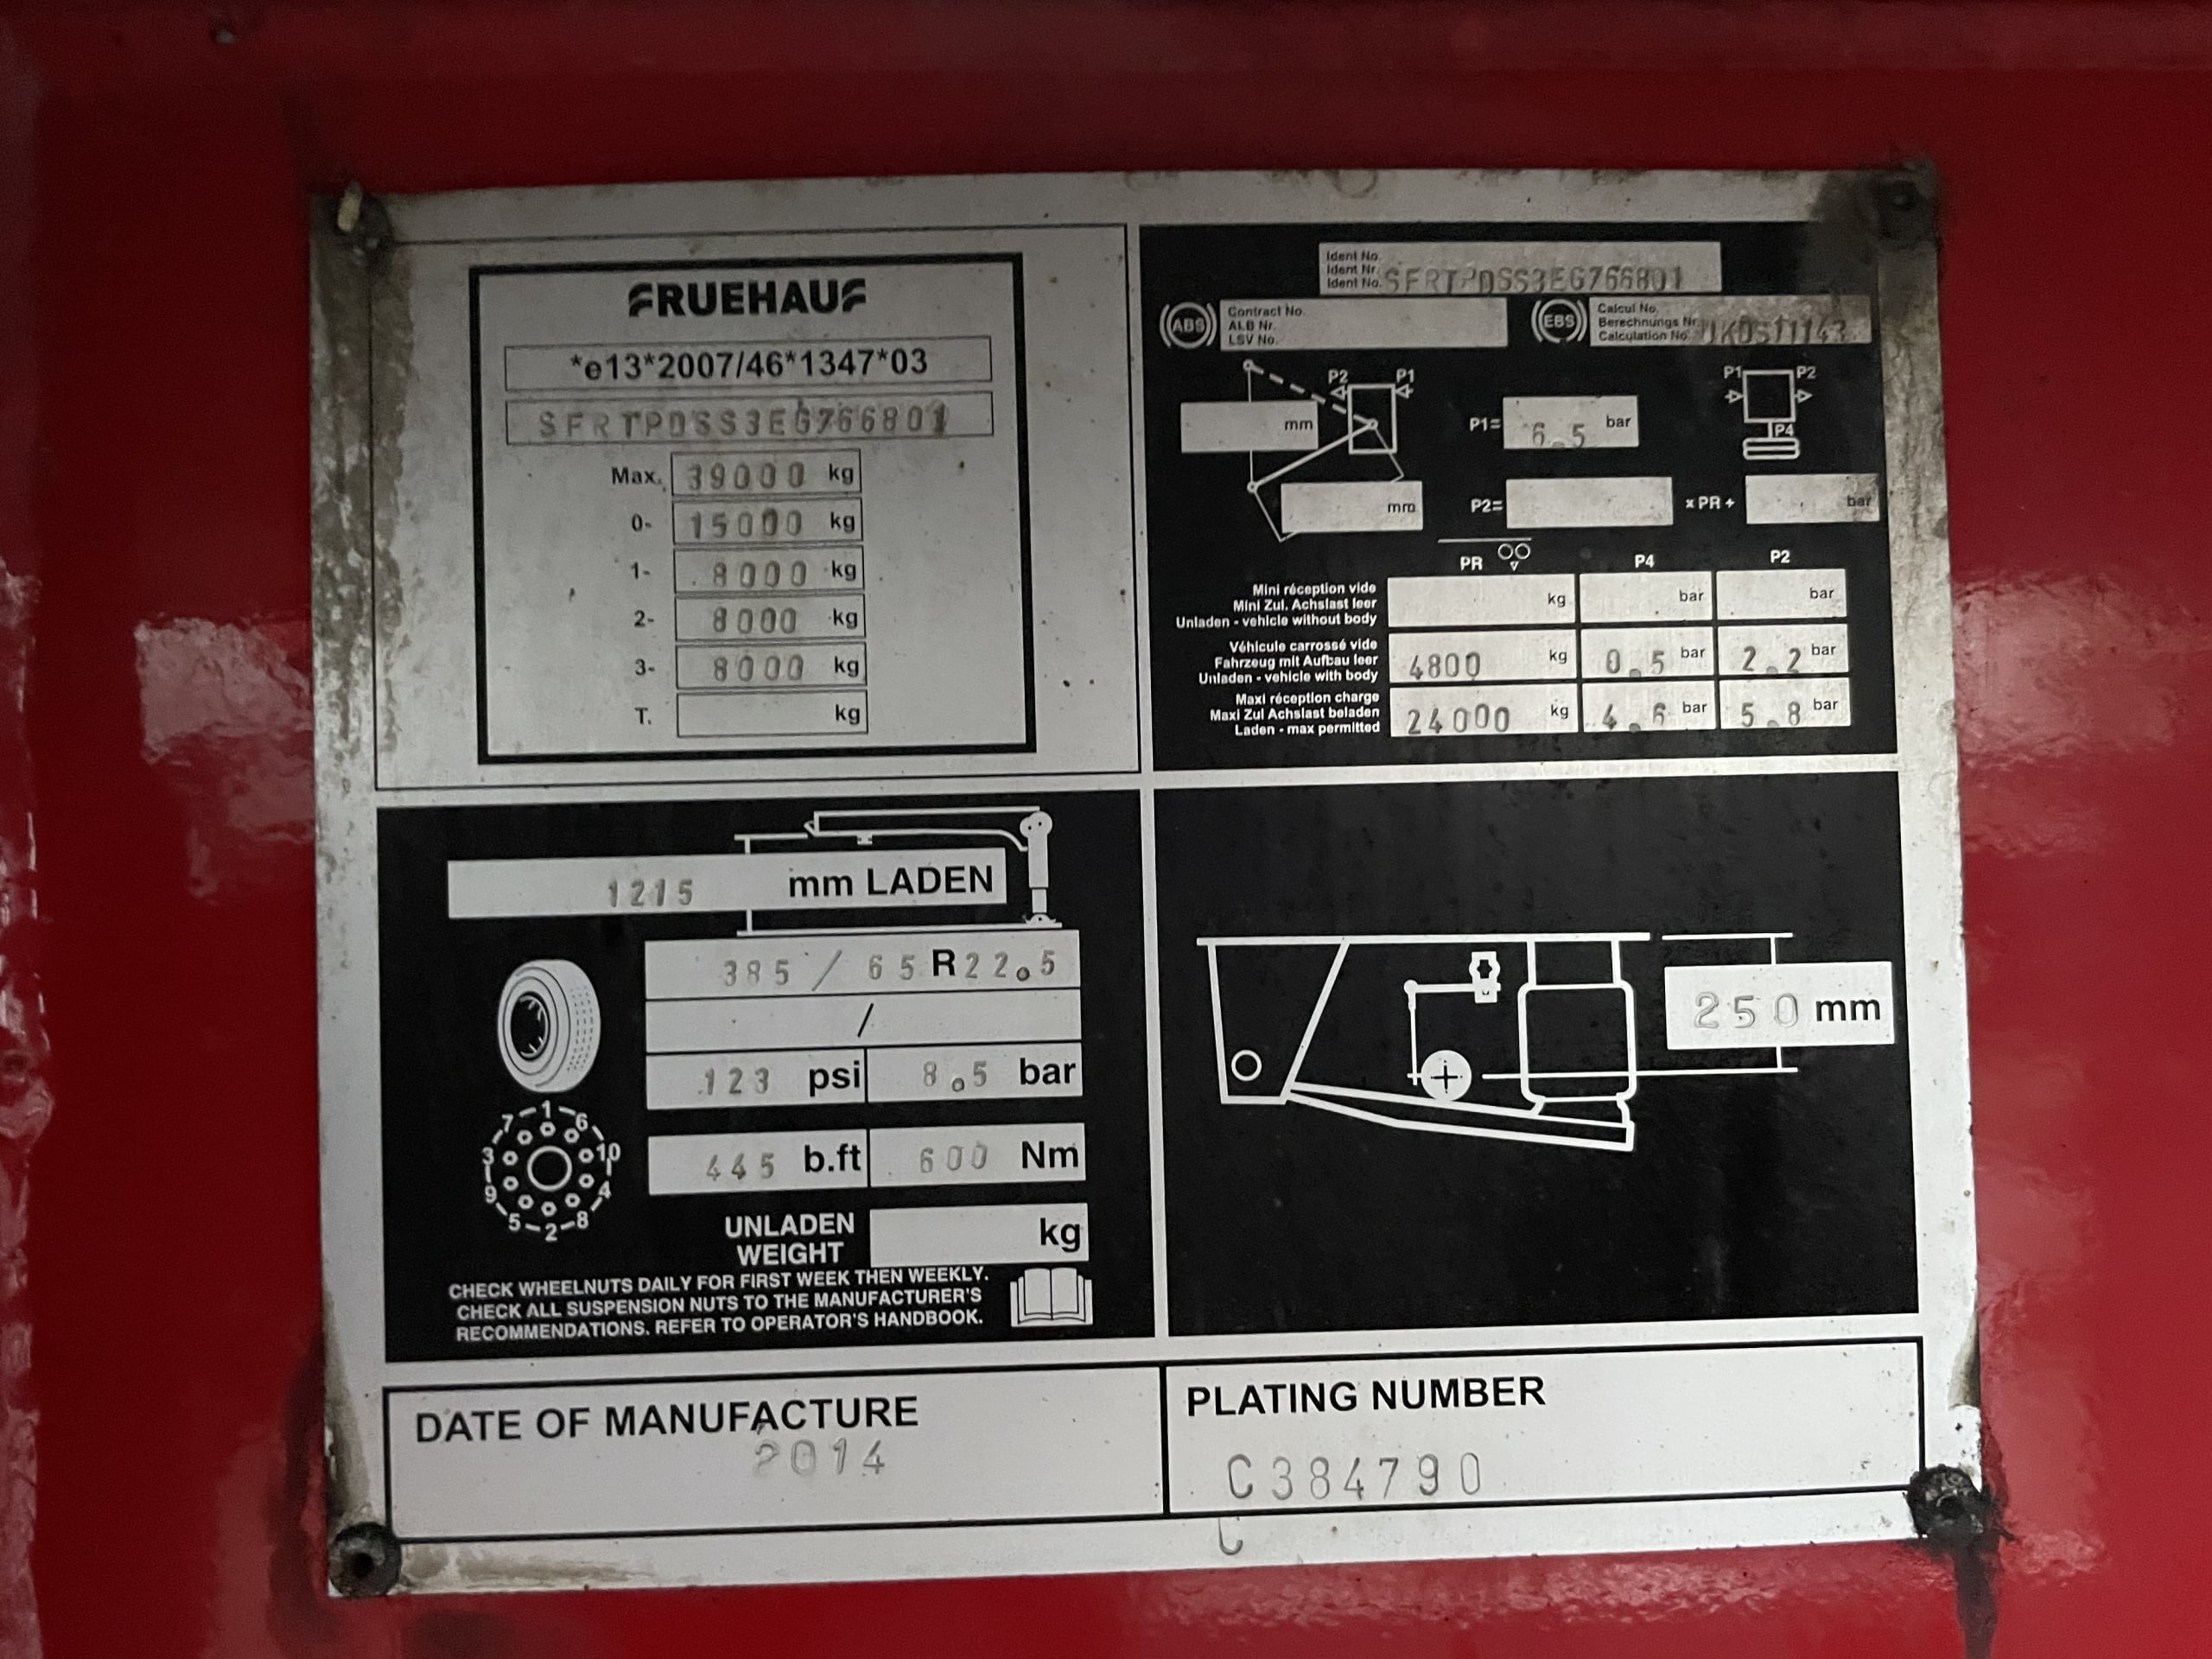 FRUEHAUF
*e13*2007/46*1347*03
SFRTPDSS3EG766801
Max. 39000 kg
0- 15000 kg
1- 8000 kg
2- 8000 kg
3- 8000 kg
T. kg
Ident No.
Ident Nr.
Ident No. SFRTPDSS3EG766801
ABS
Contract No.
ALB Nr.
LSV No.
EBS
Calcul No.
Berechnungs Nr.
Calculation No.
P2 P1
mm
mm
P1= 6.5 bar
P2= x PR + bar
P1 P2
P4
PR P4 P2
Mini réception vide
Mini Zul. Achslast leer
Unladen - vehicle without body
kg bar bar
Véhicule carrossé vide
Fahrzeug mit Aufbau leer
Unladen - vehicle with body
4800 kg 0.5 bar 2.2 bar
Maxi réception charge
Maxi Zul Achslast beladen
Laden - max permitted
24000 kg 4.6 bar 5.8 bar
1215 mm LADEN
385 / 65 R22.5
/
123 psi 8.5 bar
1 6 10 4 8 2 5 9 3 7
445 b.ft 600 Nm
UNLADEN
WEIGHT
kg
CHECK WHEELNUTS DAILY FOR FIRST WEEK THEN WEEKLY.
CHECK ALL SUSPENSION NUTS TO THE MANUFACTURER'S
RECOMMENDATIONS. REFER TO OPERATOR'S HANDBOOK.
250 mm
DATE OF MANUFACTURE
2014
PLATING NUMBER
C384790